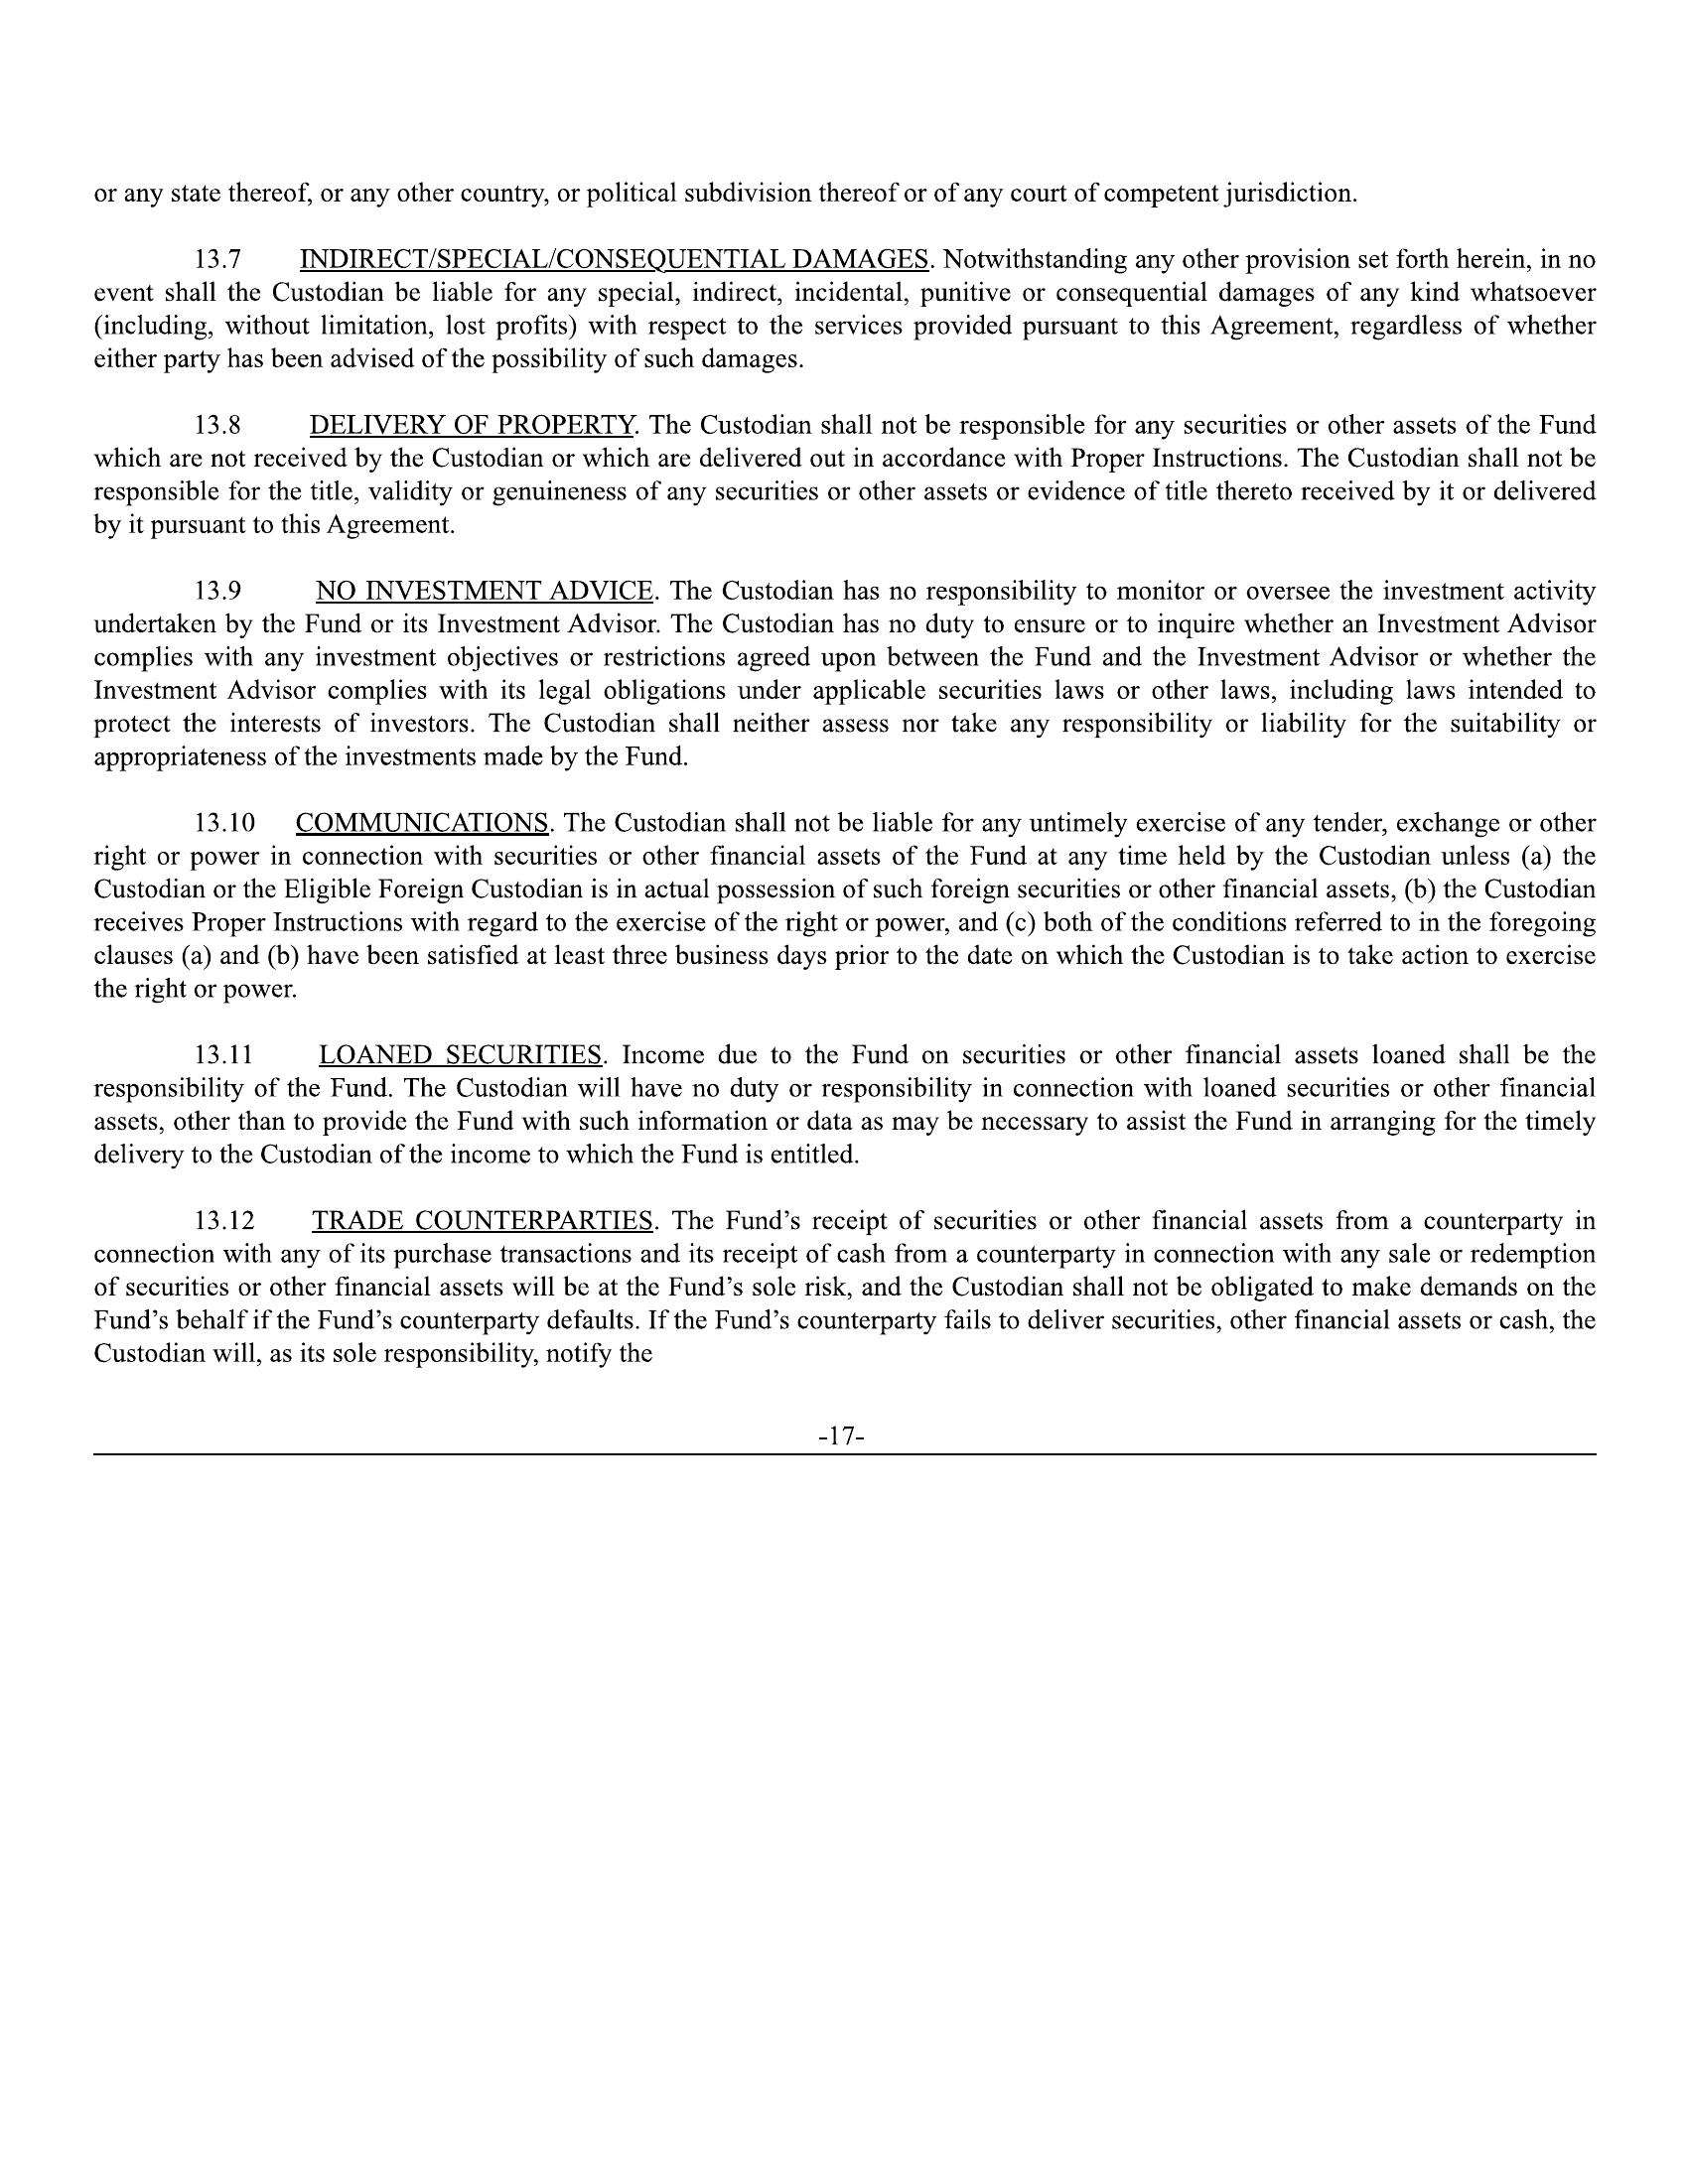 or any state thereof, or any other country, or political subdivision thereof or of any court of competent jurisdiction.
13.7 INDIRECT/SPECIAL/CONSEQUENTIAL DAMAGES. Notwithstanding any other provision set forth herein, in no
event shall the Custodian be liable for any special, indirect, incidental, punitive or consequential damages of any kind whatsoever
(including, without limitation, lost profits) with respect to the services provided pursuant to this Agreement, regardless of whether
either party has been advised of the possibility of such damages.
13.8 DELIVERY OF PROPERTY. The Custodian shall not be responsible for any securities or other assets of the Fund
which are not received by the Custodian or which are delivered out in accordance with Proper Instructions. The Custodian shall not be
responsible for the title, validity or genuineness of any securities or other assets or evidence of title thereto received by it or delivered
by it pursuant to this Agreement.
13.9 NO INVESTMENT ADVICE. The Custodian has no responsibility to monitor or oversee the investment activity
undertaken by the Fund or its Investment Advisor. The Custodian has no duty to ensure or to inquire whether an Investment Advisor
complies with any investment objectives or restrictions agreed upon between the Fund and the Investment Advisor or whether the
Investment Advisor complies with its legal obligations under applicable securities laws or other laws, including laws intended to
protect the interests of investors. The Custodian shall neither assess nor take any responsibility or liability for the suitability or
appropriateness of the investments made by the Fund.
13.10 COMMUNICATIONS. The Custodian shall not be liable for any untimely exercise of any tender, exchange or other
right or power in connection with securities or other financial assets of the Fund at any time held by the Custodian unless (a) the
Custodian or the Eligible Foreign Custodian is in actual possession of such foreign securities or other financial assets, (b) the Custodian
receives Proper Instructions with regard to the exercise of the right or power, and (c) both of the conditions referred to in the foregoing
clauses (a) and (b) have been satisfied at least three business days prior to the date on which the Custodian is to take action to exercise
the right or power.
13.11 LOANED SECURITIES. Income due to the Fund on securities or other financial assets loaned shall be the
responsibility of the Fund. The Custodian will have no duty or responsibility in connection with loaned securities or other financial
assets, other than to provide the Fund with such information or data as may be necessary to assist the Fund in arranging for the timely
delivery to the Custodian of the income to which the Fund is entitled.
13.12 TRADE COUNTERPARTIES. The Fund’s receipt of securities or other financial assets from a counterparty in
connection with any of its purchase transactions and its receipt of cash from a counterparty in connection with any sale or redemption
of securities or other financial assets will be at the Fund’s sole risk, and the Custodian shall not be obligated to make demands on the
Fund’s behalf if the Fund’s counterparty defaults. If the Fund’s counterparty fails to deliver securities, other financial assets or cash, the
Custodian will, as its sole responsibility, notify the
-17-